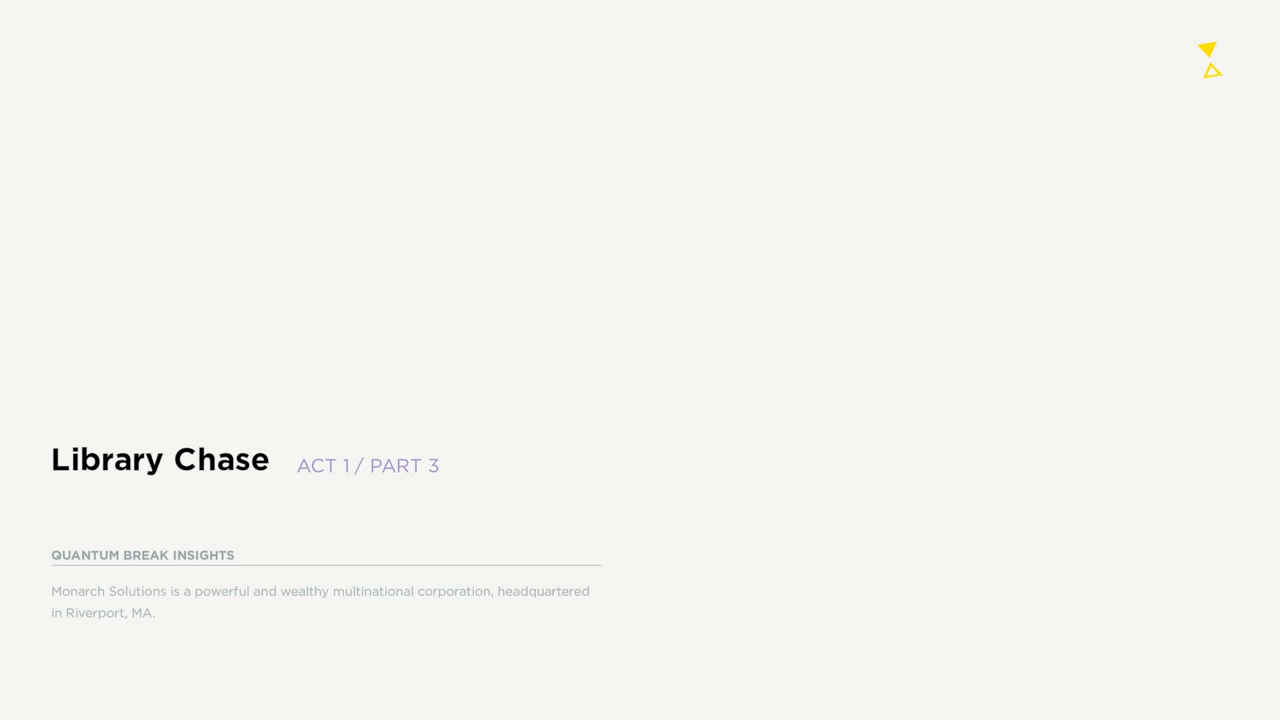 Library Chase ACT 1 / PART 3
QUANTUM BREAK INSIGHTS
Monarch Solutions is a powerful and wealthy multinational corporation, headquartered
in Riverport, MA.